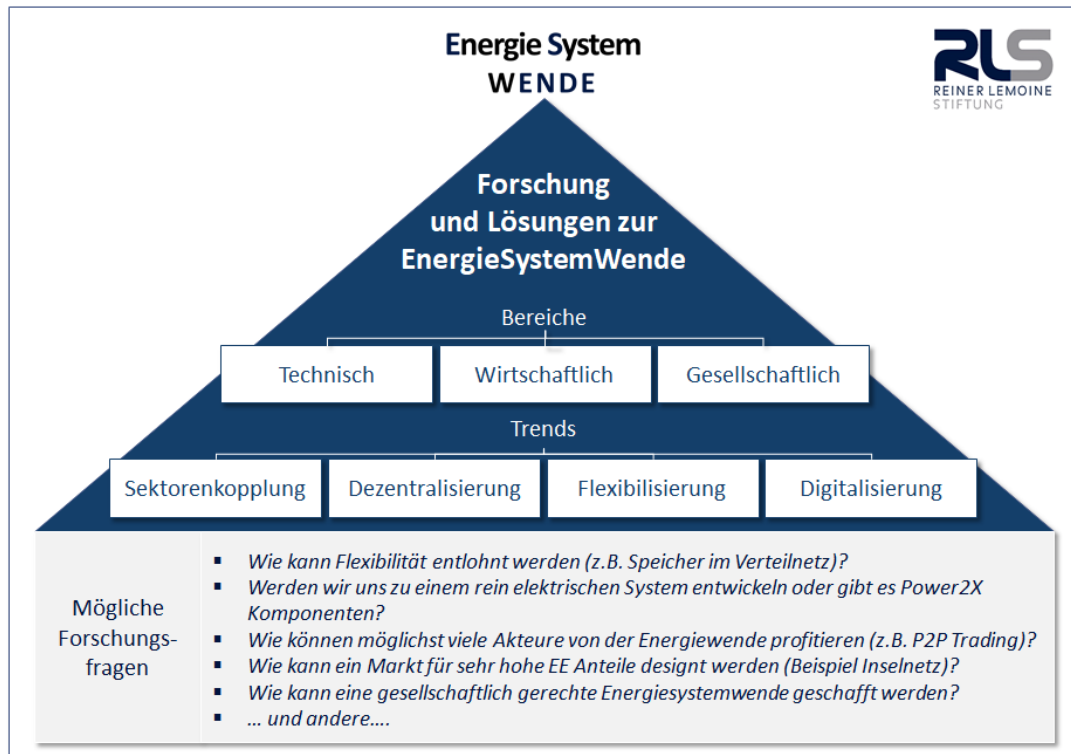 Energie System
WENDE
RLS
REINER LEMOINE
STIFTUNG
Forschung
und Lösungen zur
EnergieSystemWende
Bereiche
Technisch
Wirtschaftlich
Gesellschaftlich
Trends
Sektorenkopplung
Dezentralisierung
Flexibilisierung
Digitalisierung
Mögliche
Forschungs-
fragen
▪ Wie kann Flexibilität entlohnt werden (z.B. Speicher im Verteilnetz)?
▪ Werden wir uns zu einem rein elektrischen System entwickeln oder gibt es Power2X
Komponenten?
▪ Wie können möglichst viele Akteure von der Energiewende profitieren (z.B. P2P Trading)?
▪ Wie kann ein Markt für sehr hohe EE Anteile designt werden (Beispiel Inselnetz)?
▪ Wie kann eine gesellschaftlich gerechte Energiesystemwende geschafft werden?
▪ ... und andere....